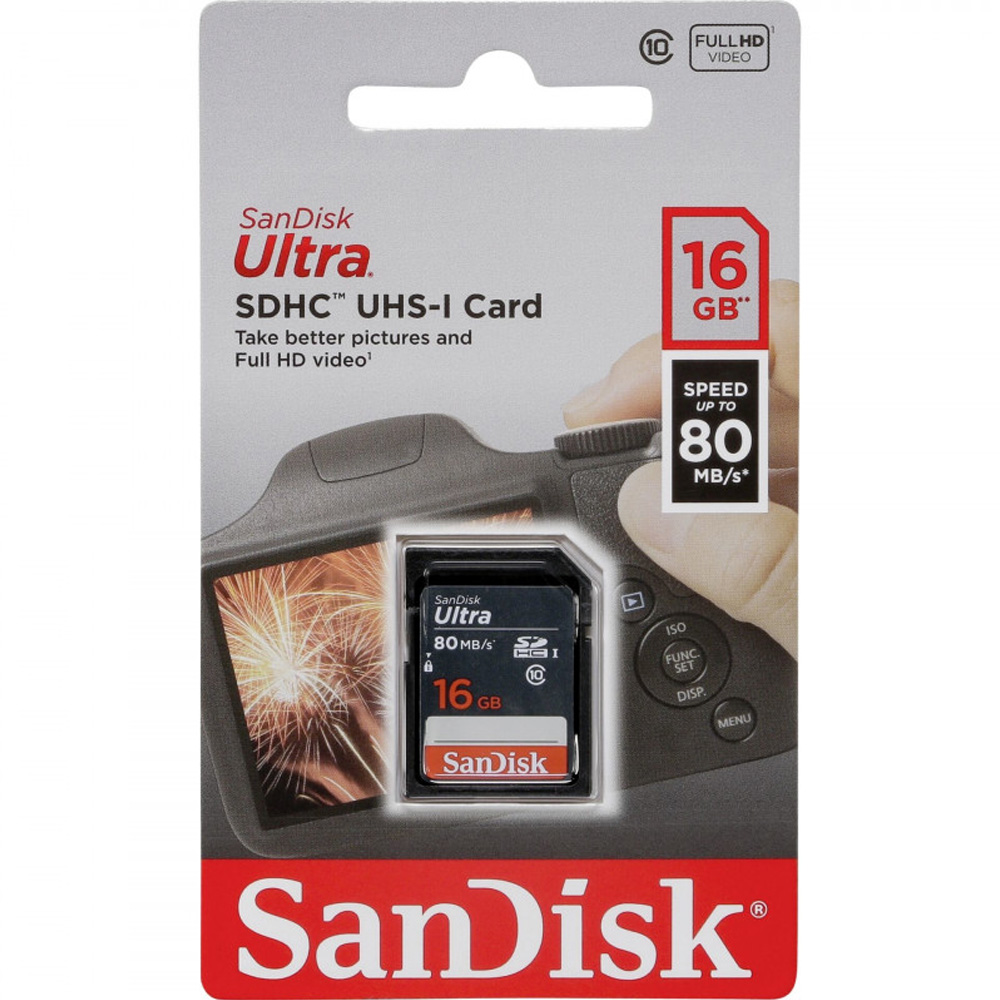 10
FULL HD¹
VIDEO
SanDisk
Ultra®
SDHC™ UHS-I Card
Take better pictures and
Full HD video¹
16
GB**
SPEED
UP TO
80
MB/s*
SanDisk
Ultra
80 MB/s*
SD
HC I
10
16 GB
SanDisk
ISO
FUNC.
SET
DISP.
MENU
SanDisk®